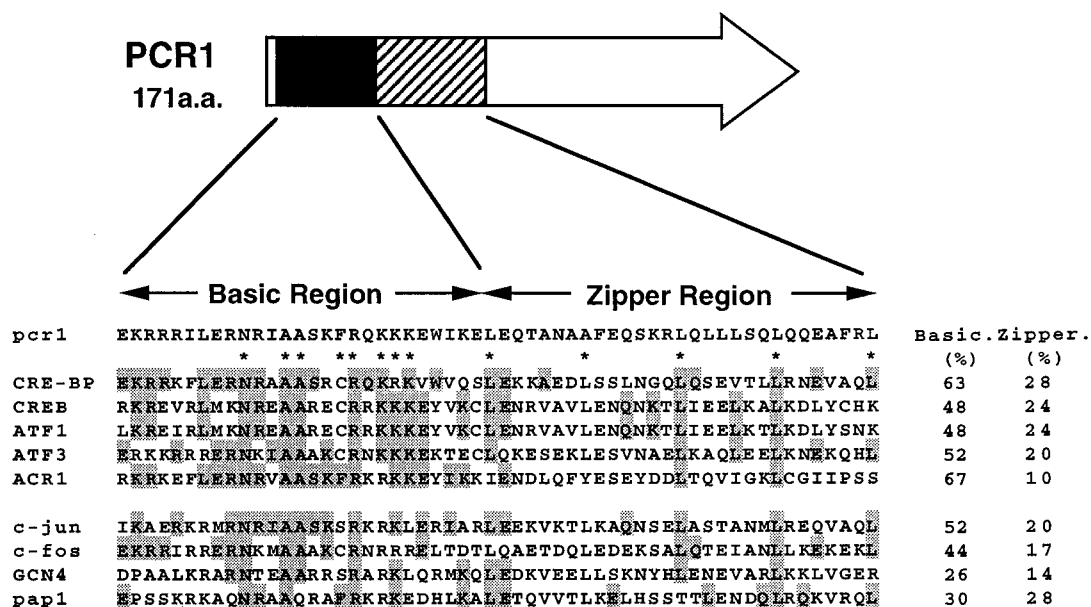 PCR1
171a.a.
Basic Region Zipper Region
pcr1 EKRRRILERNRIAASKFRQKKKEWIKELEQTANAAFEQSKRLQLLLSQLQQEAFRL Basic. Zipper.
* ** ** *** * * * * * (%) (%)
CRE-BP EKRRKFLERNRAAASRCRQKRKVWVQSLEKKAEDLSSLNGQLQSEVTLLRNEVAQL 63 28
CREB RKREVRLMKNREAARECRRKKKEYVKCLENRVAVLENQNKTLIEELKALKDLYCHK 48 24
ATF1 LKREIRLMKNREAARECRRKKKEYVKCLENRVAVLENQNKTLIEELKTLKDLYSNK 48 24
ATF3 ERKKRRRERNKIAAAKCRNKKKEKTECLQKESEKLESVNAELKAQLEELKNEKQHL 52 20
ACR1 RKRKEFLERNRVAASKFRKRKKEYIKKIENDLQFYESEYDDLTQVIGKLCGIIPSS 67 10
c-jun IKAERKRMRNRIAASKSRKRKLERIARLEEKVKTLKAQNSELASTANMLREQVAQL 52 20
c-fos EKRRIRRERNKMAAAKCRNRRRELTDTLQAETDQLEDEKSALQTEIANLLKEKEKL 44 17
GCN4 DPAALKRARNTEAARRSRARKLQRMKQLEDKVEELLSKNYHLENEVARLKKLVGER 26 14
pap1 EPSSKRKAQNRAAQRAFRKRKEDHLKALETQVVTLKELHSSTTLENDQLRQKVRQL 30 28